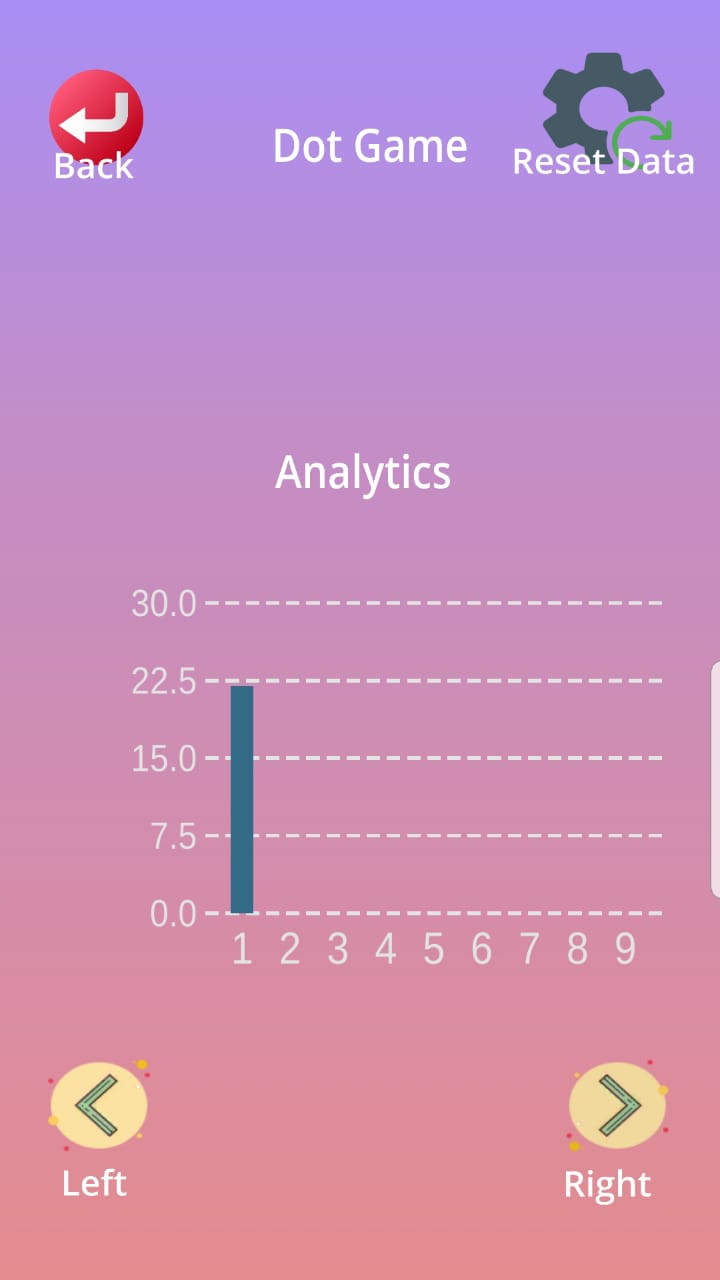 Back
Dot Game
Reset Data
Analytics
30.0
22.5
15.0
7.5
0.0
1 2 3 4 5 6 7 8 9
Left
Right